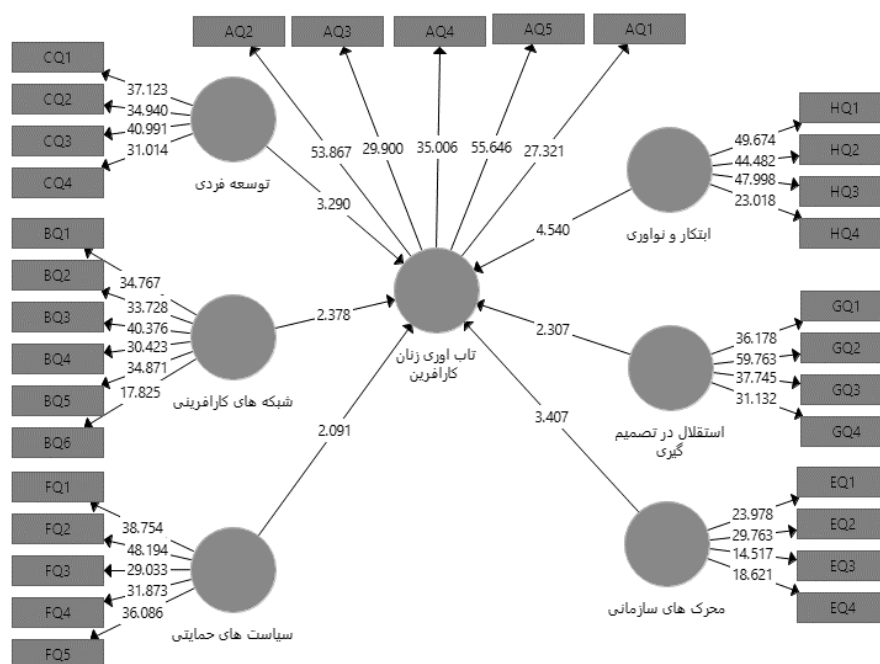 AQ2
AQ3
AQ4
AQ5
AQ1
53.867
29.900
35.006
55.646
27.321
CQ1
CQ2
CQ3
CQ4
37.123
34.940
40.991
31.014
توسعه فردی
3.290
BQ1
BQ2
BQ3
BQ4
BQ5
BQ6
34.767
33.728
40.376
30.423
34.871
17.825
شبکه های کارافرینی
2.378
FQ1
FQ2
FQ3
FQ4
FQ5
38.754
48.194
29.033
31.873
36.086
سیاست های حمایتی
2.091
تاب اوری زنان
کارافرین
HQ1
HQ2
HQ3
HQ4
49.674
44.482
47.998
23.018
ابتکار و نواوری
4.540
GQ1
GQ2
GQ3
GQ4
36.178
59.763
37.745
31.132
استقلال در تصمیم
گیری
2.307
EQ1
EQ2
EQ3
EQ4
23.978
29.763
14.517
18.621
محرک های سازمانی
3.407